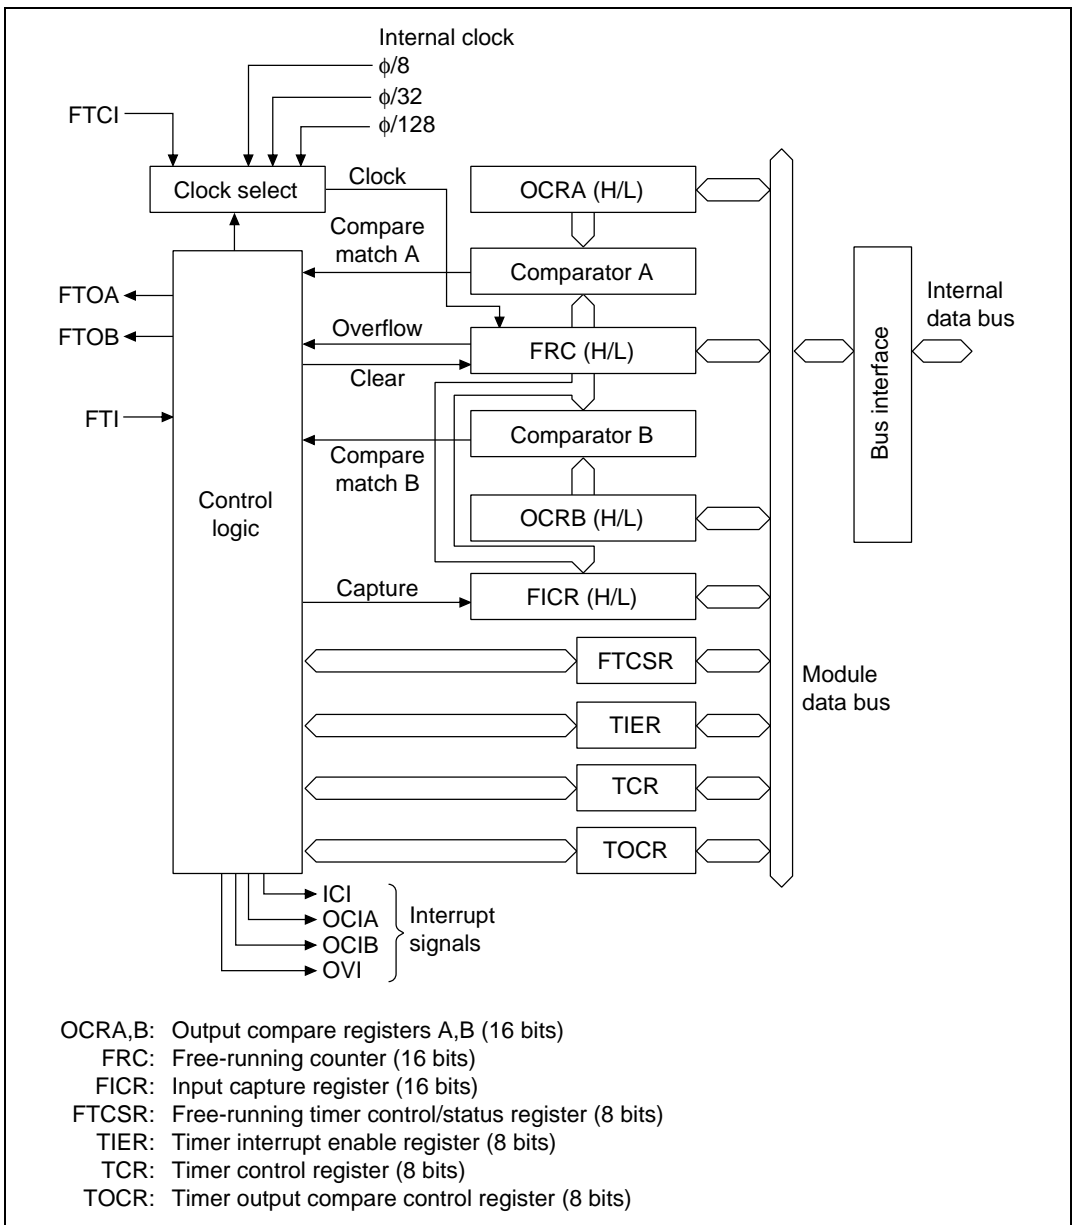 Internal clock
ϕ/8
ϕ/32
ϕ/128
FTCI
Clock select
Clock
OCRA (H/L)
Compare
match A
Comparator A
FTOA
FTOB
Overflow
FRC (H/L)
Clear
Internal
data bus
Bus interface
FTI
Comparator B
Compare
match B
Control
logic
OCRB (H/L)
Capture
FICR (H/L)
FTCSR
Module
data bus
TIER
TCR
TOCR
ICI
OCIA
OCIB
OVI
Interrupt
signals
OCRA,B: Output compare registers A,B (16 bits)
FRC: Free-running counter (16 bits)
FICR: Input capture register (16 bits)
FTCSR: Free-running timer control/status register (8 bits)
TIER: Timer interrupt enable register (8 bits)
TCR: Timer control register (8 bits)
TOCR: Timer output compare control register (8 bits)